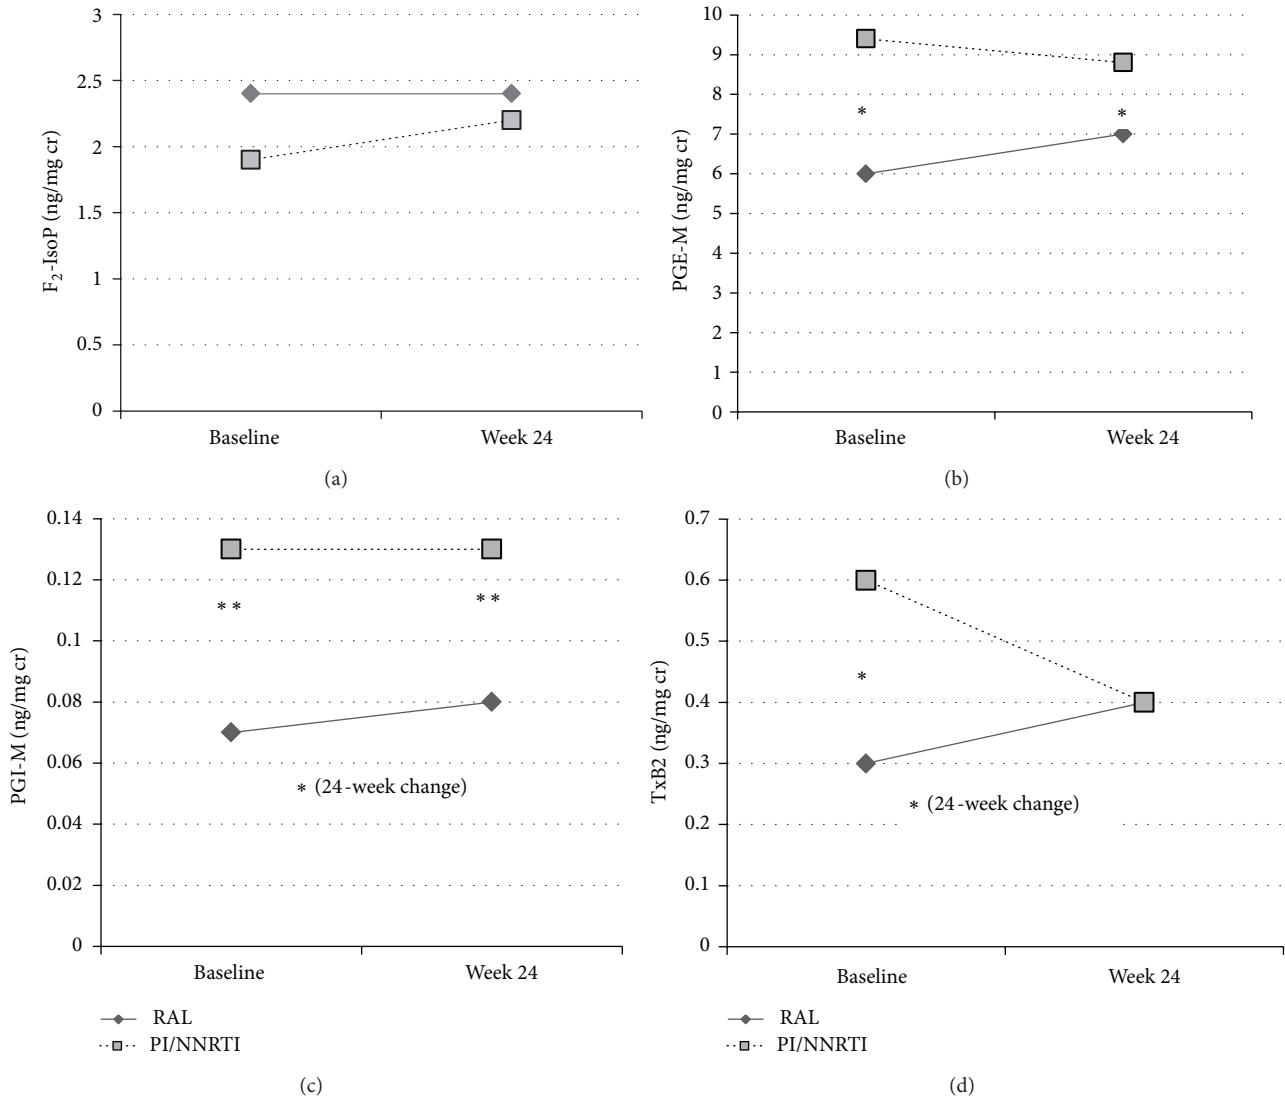 3
2.5
2
1.5
1
0.5
0
F₂-IsoP (ng/mg cr)
Baseline
Week 24
(a)
10
9
8
7
6
5
4
3
2
1
0
PGE-M (ng/mg cr)
*
*
Baseline
Week 24
(b)
0.14
0.12
0.1
0.08
0.06
0.04
0.02
0
PGI-M (ng/mg cr)
**
**
* (24-week change)
Baseline
Week 24
RAL
PI/NNRTI
(c)
0.7
0.6
0.5
0.4
0.3
0.2
0.1
0
TxB2 (ng/mg cr)
*
* (24-week change)
Baseline
Week 24
RAL
PI/NNRTI
(d)